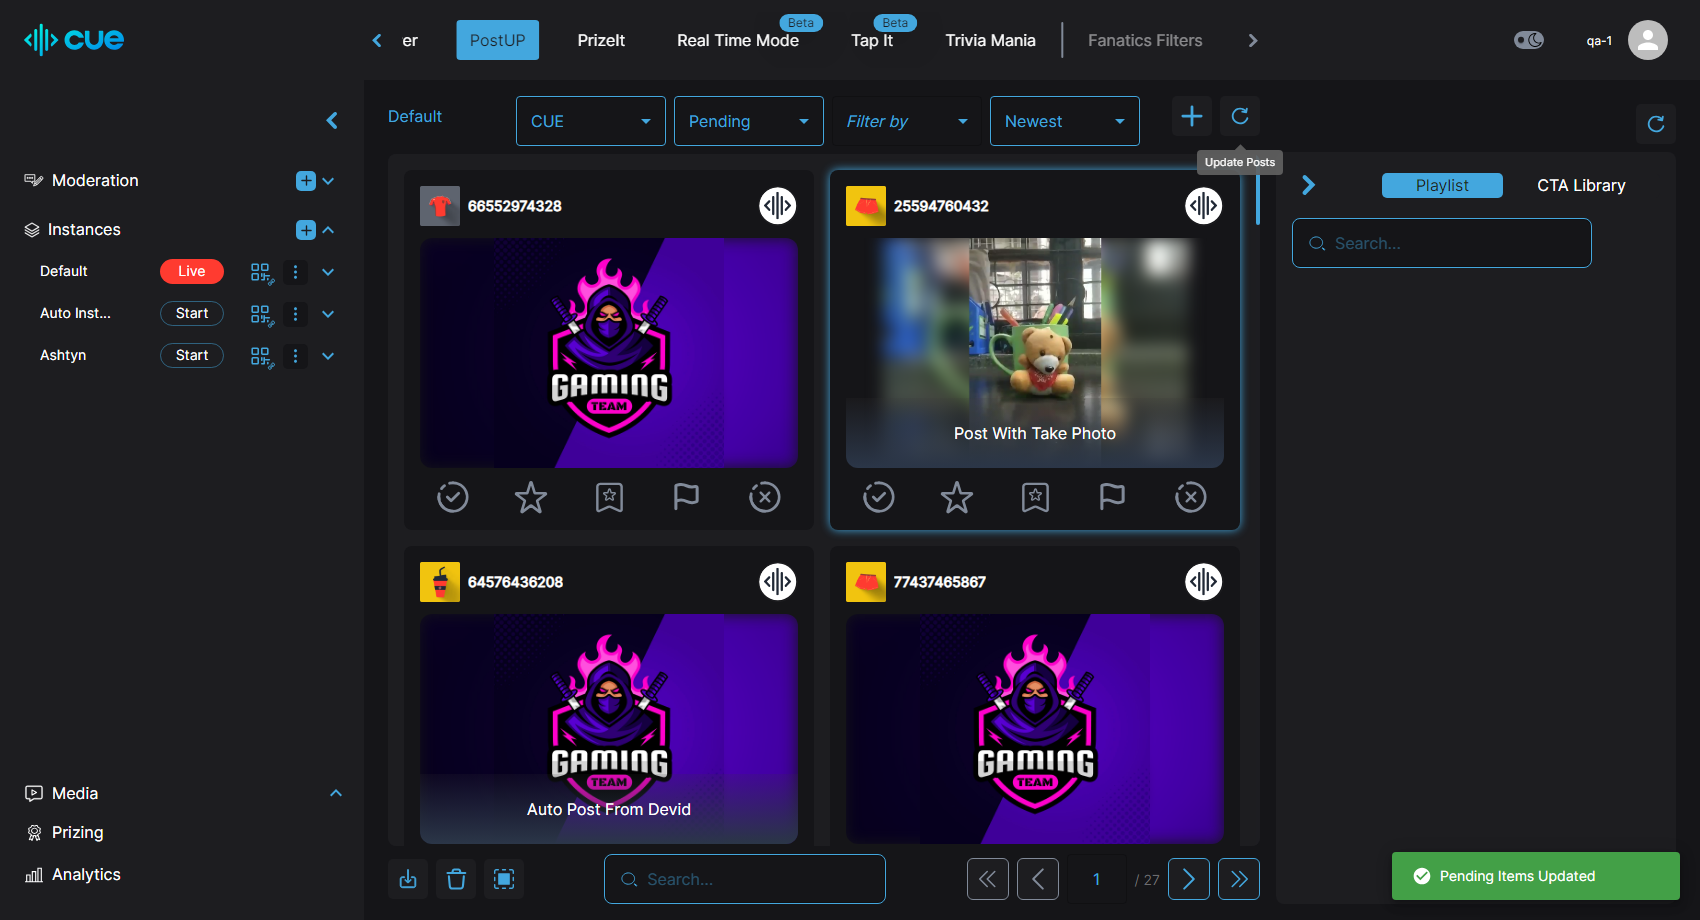 cue
er
PostUP
PrizeIt
Real Time Mode
Beta
Tap It
Beta
Trivia Mania
Fanatics Filters
qa-1
Default
CUE
Pending
Filter by
Newest
Update Posts
Moderation
Instances
Default
Live
Auto Inst...
Start
Ashtyn
Start
Media
Prizing
Analytics
66552974328
GAMING
TEAM
25594760432
Post With Take Photo
64576436208
GAMING
TEAM
Auto Post From Devid
77437465867
GAMING
TEAM
Search...
1
/ 27
Playlist
CTA Library
Search...
Pending Items Updated